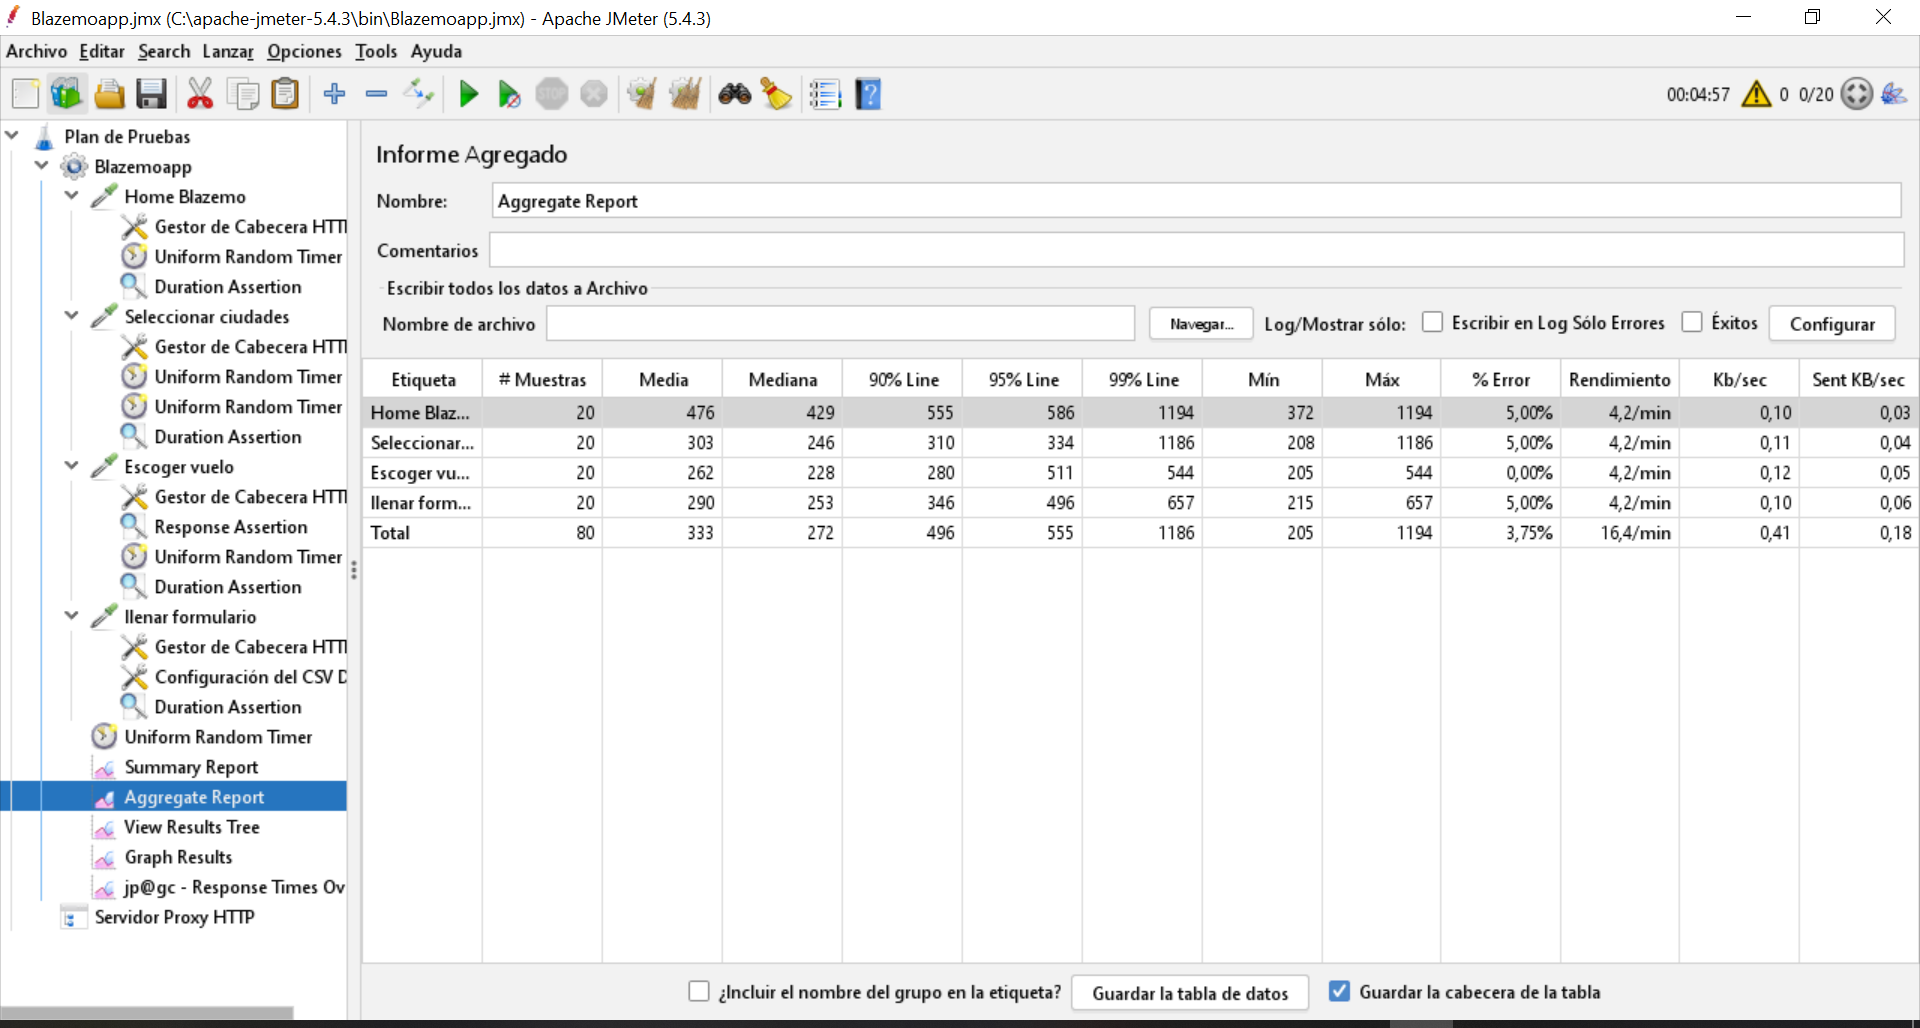 Blazemoapp.jmx (C:\apache-jmeter-5.4.3\bin\Blazemoapp.jmx) - Apache JMeter (5.4.3)
Archivo Editar Search Lanzar Opciones Tools Ayuda
STOP
00:04:57 0 0/20
Plan de Pruebas
Blazemoapp
Home Blazemo
Gestor de Cabecera HTT
Uniform Random Timer
Duration Assertion
Seleccionar ciudades
Gestor de Cabecera HTT
Uniform Random Timer
Uniform Random Timer
Duration Assertion
Escoger vuelo
Gestor de Cabecera HTT
Response Assertion
Uniform Random Timer
Duration Assertion
llenar formulario
Gestor de Cabecera HTT
Configuración del CSV D
Duration Assertion
Uniform Random Timer
Summary Report
Aggregate Report
View Results Tree
Graph Results
jp@gc - Response Times Ov
Servidor Proxy HTTP
Informe Agregado
Nombre: Aggregate Report
Comentarios
Escribir todos los datos a Archivo
Nombre de archivo Navegar... Log/Mostrar sólo: Escribir en Log Sólo Errores Éxitos Configurar
Etiqueta # Muestras Media Mediana 90% Line 95% Line 99% Line Mín Máx % Error Rendimiento Kb/sec Sent KB/sec
Home Blaz... 20 476 429 555 586 1194 372 1194 5,00% 4,2/min 0,10 0,03
Seleccionar... 20 303 246 310 334 1186 208 1186 5,00% 4,2/min 0,11 0,04
Escoger vu... 20 262 228 280 511 544 205 544 0,00% 4,2/min 0,12 0,05
llenar form... 20 290 253 346 496 657 215 657 5,00% 4,2/min 0,10 0,06
Total 80 333 272 496 555 1186 205 1194 3,75% 16,4/min 0,41 0,18
¿Incluir el nombre del grupo en la etiqueta? Guardar la tabla de datos Guardar la cabecera de la tabla